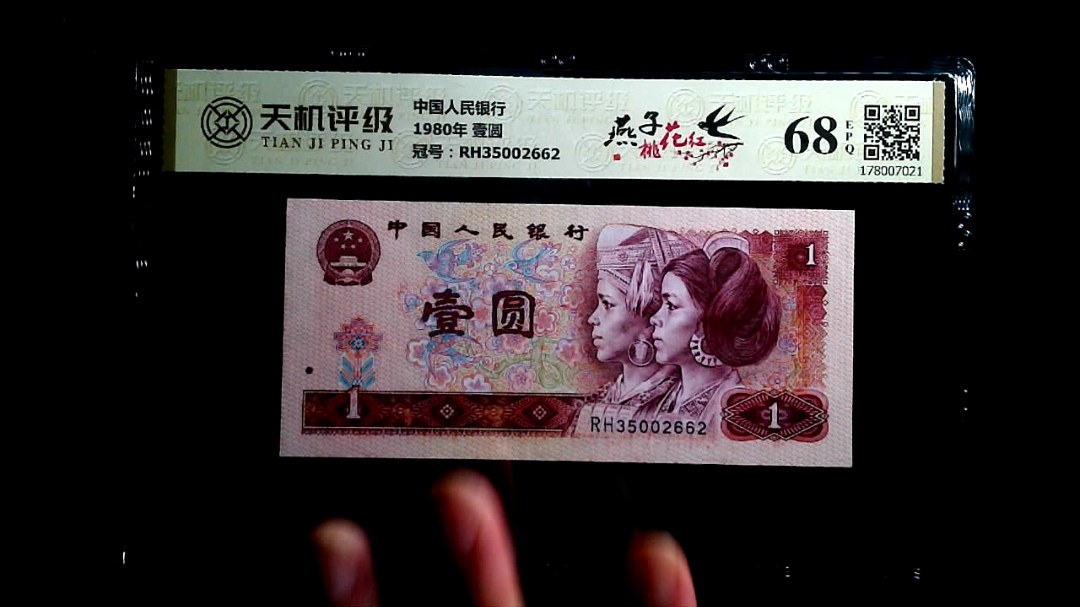 天机评级
TIAN JI PING JI
中国人民银行
1980年 壹圆
冠号：RH35002662
燕子
桃花红
68
EPQ
178007021
中国人民银行
壹圆
1
1
1
RH35002662